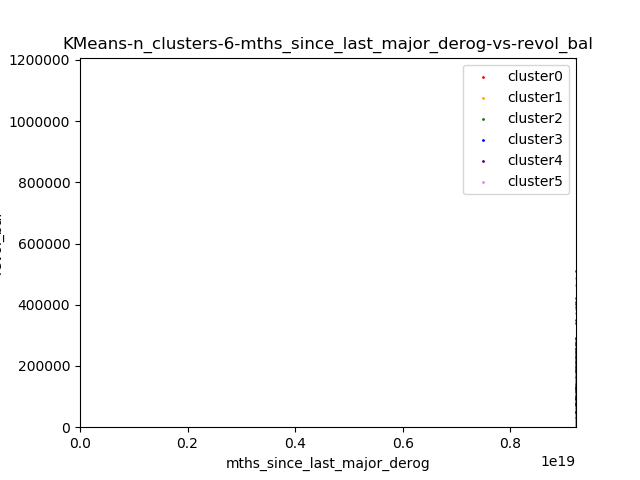 KMeans-n_clusters-6-mths_since_last_major_derog-vs-revol_bal
1200000
1000000
800000
600000
400000
200000
0
0.0
0.2
0.4
0.6
0.8
1e19
mths_since_last_major_derog
cluster0
cluster1
cluster2
cluster3
cluster4
cluster5